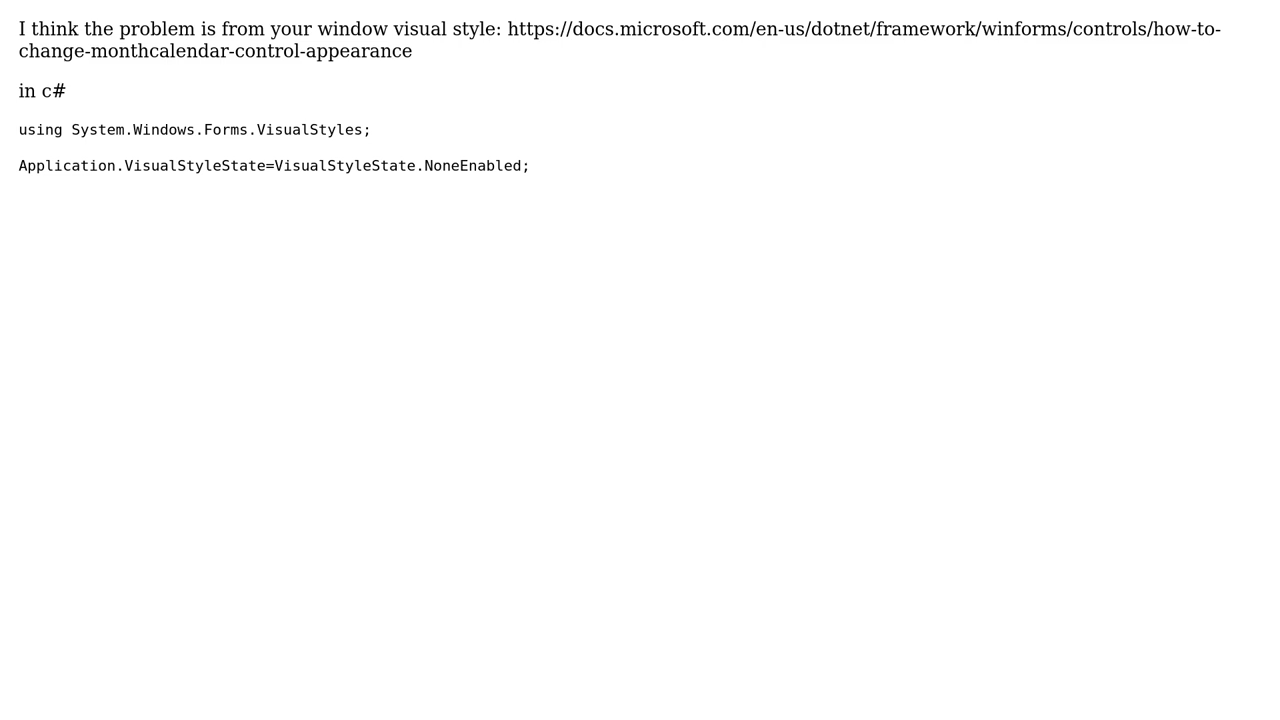 I think the problem is from your window visual style: https://docs.microsoft.com/en-us/dotnet/framework/winforms/controls/how-to-
change-monthcalendar-control-appearance
in c#
using System.Windows.Forms.VisualStyles;
Application.VisualStyleState=VisualStyleState.NoneEnabled;